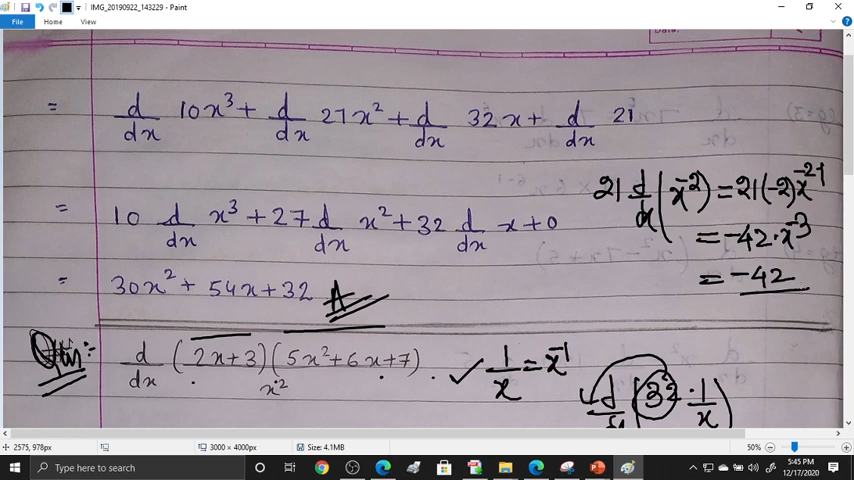 IMG_20190922_143229 - Paint
File Home View
= d/dx 10x³ + d/dx 27x² + d/dx 32x + d/dx 21
= 10 d/dx x³ + 27 d/dx x² + 32 d/dx x + 0
= 30x² + 54x + 32 A
21 d/dx (x⁻²) = 21(-2)x⁻²⁻¹
= -42·x⁻³
= -42
d/dx (2x+3)(5x²+6x+7).
x²
✓ 1/x = x⁻¹
32 · 1/x
2575, 978px
3000 × 4000px
Size: 4.1MB
50%
Type here to search
5:45 PM
12/17/2020